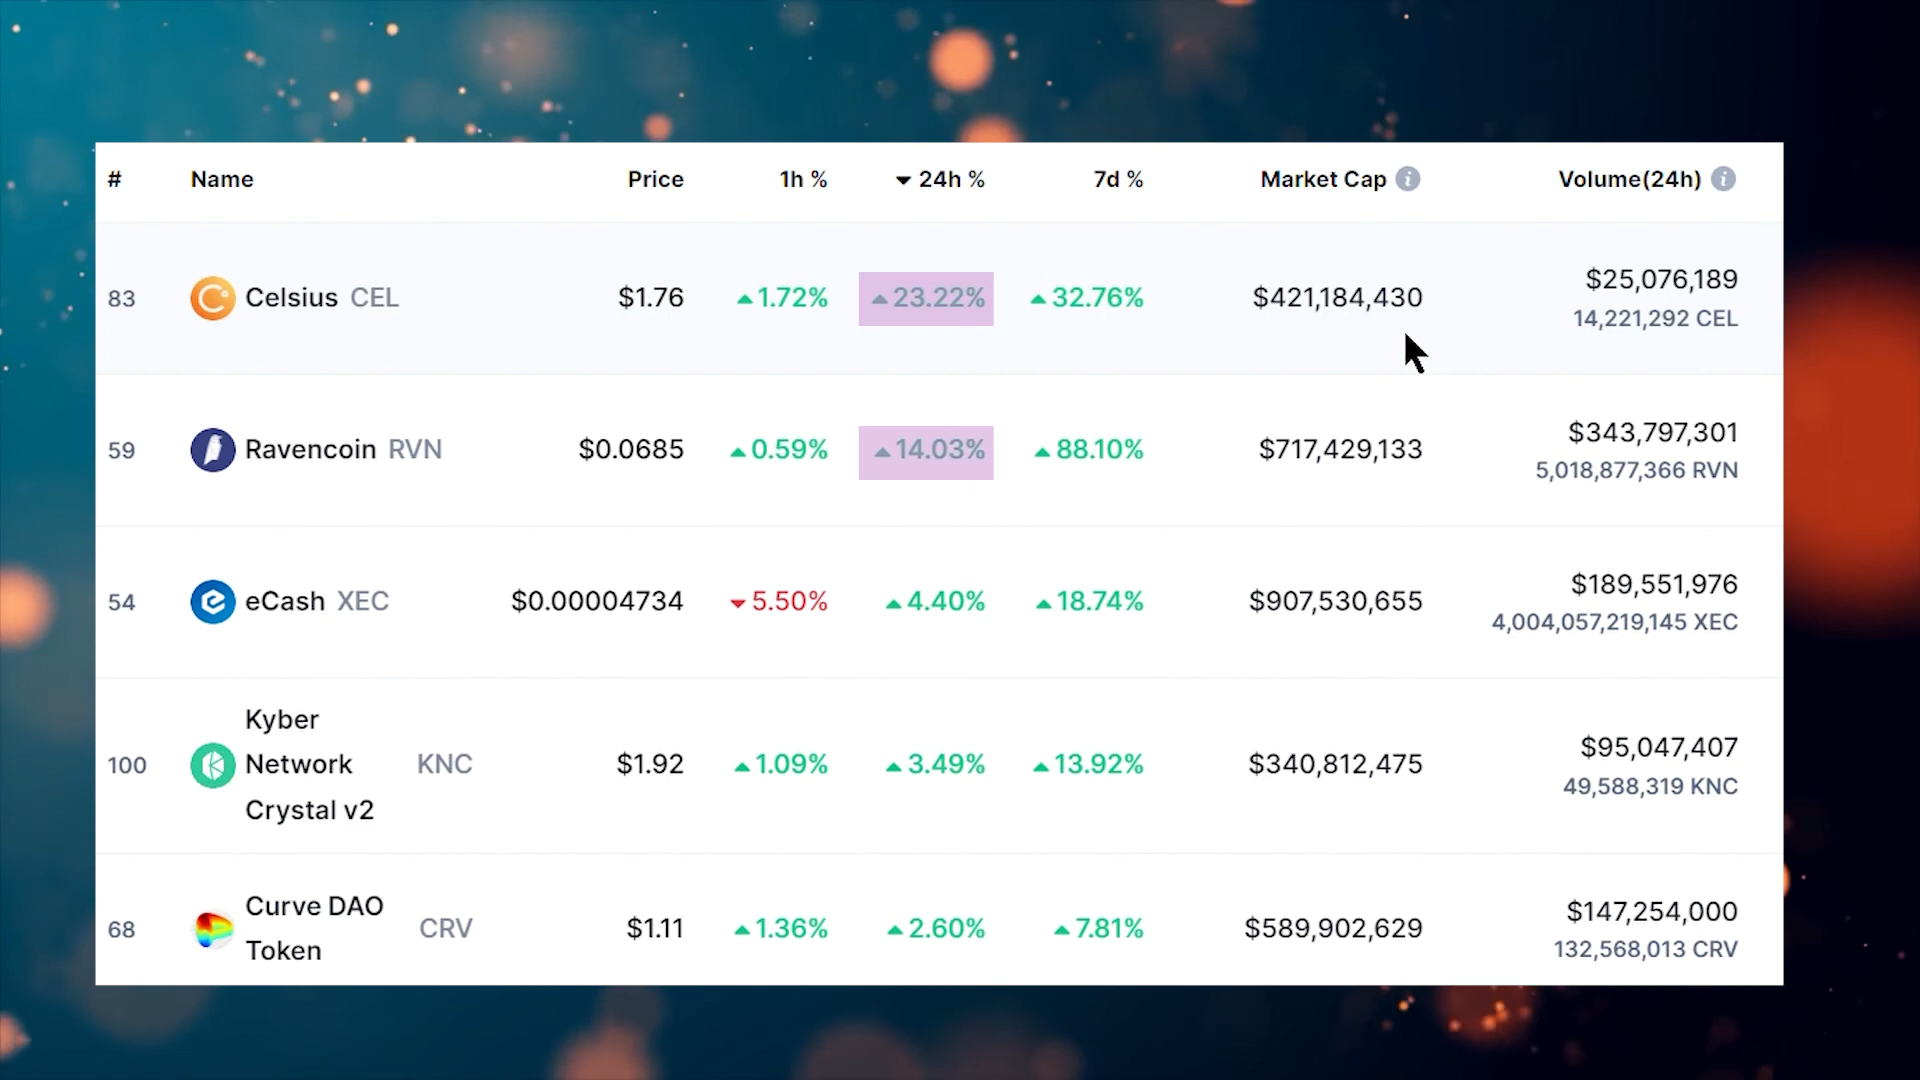 # Name Price 1h % 24h % 7d % Market Cap Volume(24h)
83 Celsius CEL $1.76 1.72% 23.22% 32.76% $421,184,430 $25,076,189
14,221,292 CEL
59 Ravencoin RVN $0.0685 0.59% 14.03% 88.10% $717,429,133 $343,797,301
5,018,877,366 RVN
54 eCash XEC $0.00004734 5.50% 4.40% 18.74% $907,530,655 $189,551,976
4,004,057,219,145 XEC
100 Kyber Network Crystal v2 KNC $1.92 1.09% 3.49% 13.92% $340,812,475 $95,047,407
49,588,319 KNC
68 Curve DAO Token CRV $1.11 1.36% 2.60% 7.81% $589,902,629 $147,254,000
132,568,013 CRV